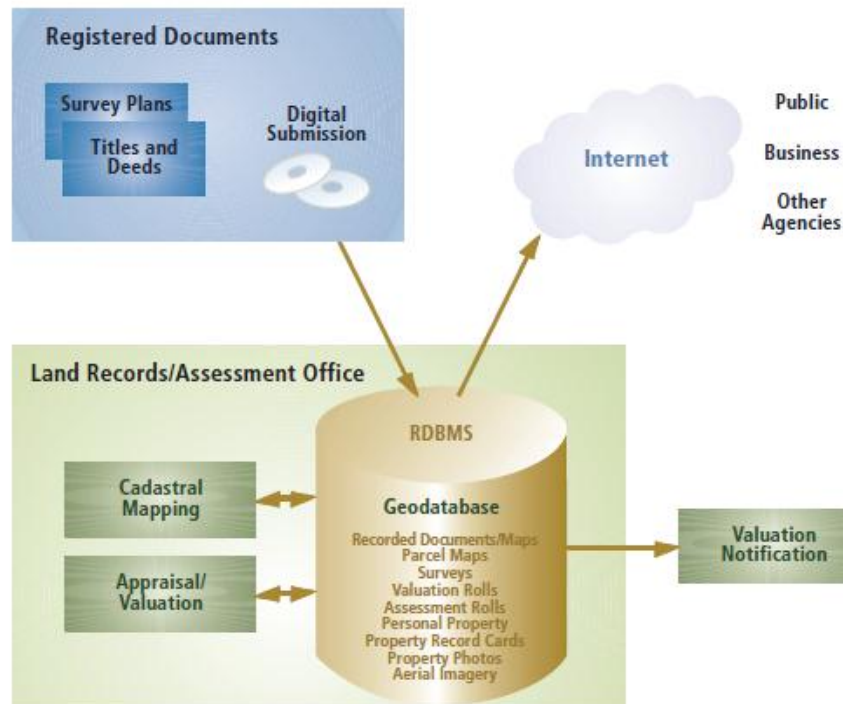 Registered Documents
Survey Plans
Titles and
Deeds
Digital
Submission
Internet
Public
Business
Other
Agencies
Land Records/Assessment Office
RDBMS
Cadastral
Mapping
Appraisal/
Valuation
Geodatabase
Recorded Documents/Maps
Parcel Maps
Surveys
Valuation Rolls
Assessment Rolls
Personal Property
Property Record Cards
Property Photos
Aerial Imagery
Valuation
Notification